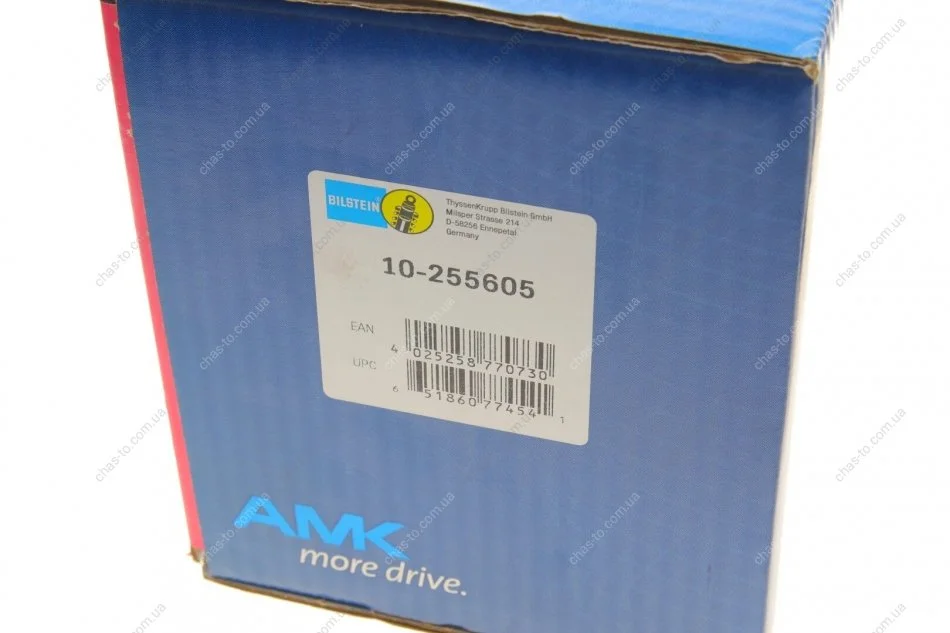 BILSTEIN
ThyssenKrupp Bilstein GmbH
Milsper Strasse 214
D-58256 Ennepetal
Germany
10-255605
EAN
4 025258 770730
UPC
6 51860 77454 1
AMK
more drive.
chas-to.com.ua